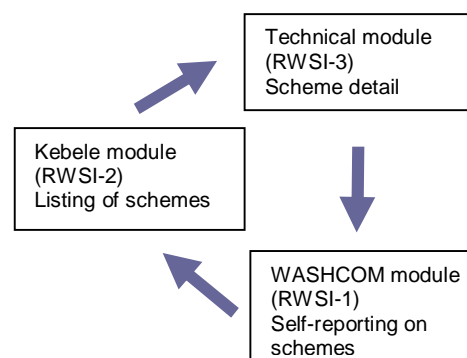 Technical module
(RWSI-3)
Scheme detail
Kebele module
(RWSI-2)
Listing of schemes
WASHCOM module
(RWSI-1)
Self-reporting on
schemes